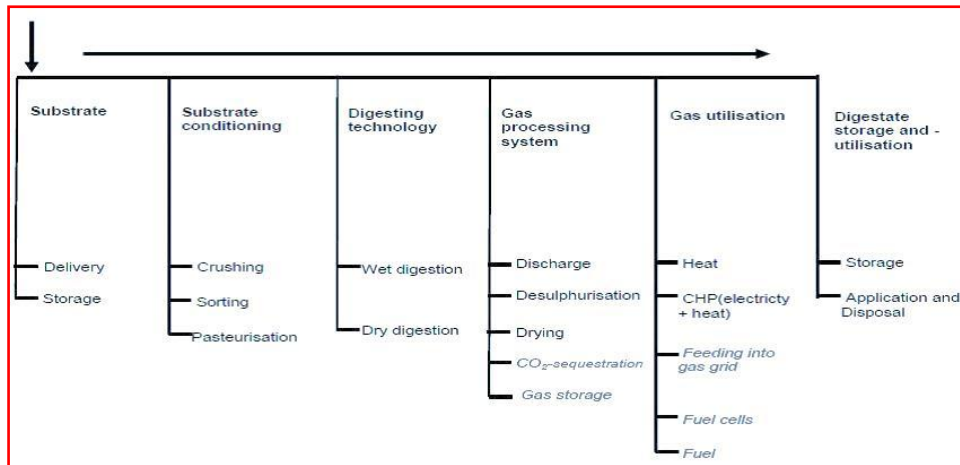 Substrate
Delivery
Storage
Substrate
conditioning
Crushing
Sorting
Pasteurisation
Digesting
technology
Wet digestion
Dry digestion
Gas
processing
system
Discharge
Desulphurisation
Drying
CO₂-sequestration
Gas storage
Gas utilisation
Heat
CHP(electricty
+ heat)
Feeding into
gas grid
Fuel cells
Fuel
Digestate
storage and -
utilisation
Storage
Application and
Disposal